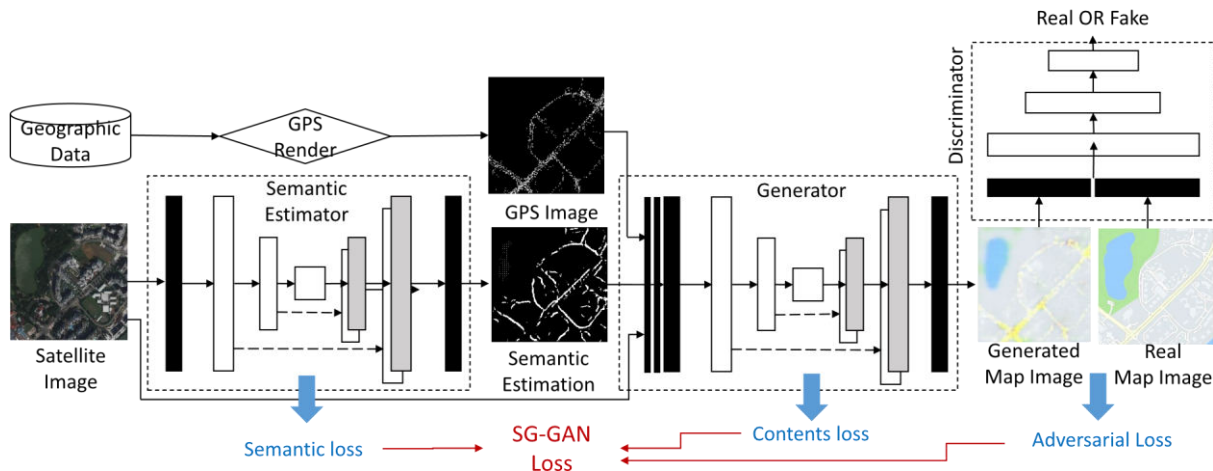 Real OR Fake
Discriminator
Geographic
Data
GPS
Render
GPS Image
Semantic
Estimator
Generator
Satellite
Image
Semantic
Estimation
Generated
Map Image
Real
Map Image
Semantic loss
SG-GAN
Loss
Contents loss
Adversarial Loss